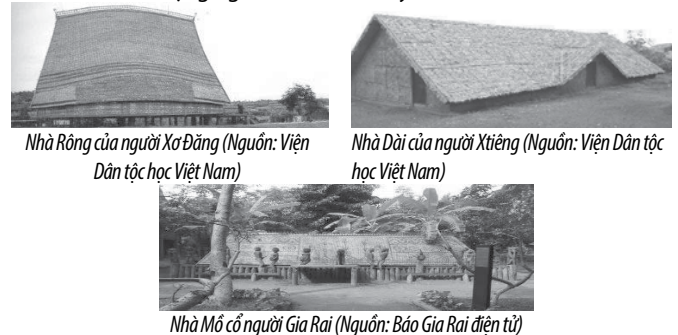 Nhà Rông của người Xơ Đăng (Nguồn: Viện
Dân tộc học Việt Nam)
Nhà Dài của người Xtiêng (Nguồn: Viện Dân tộc
học Việt Nam)
Nhà Mồ cổ người Gia Rai (Nguồn: Báo Gia Rai điện tử)